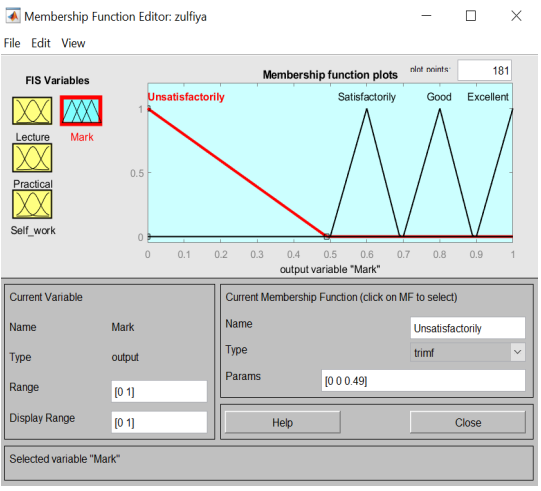 Membership Function Editor: zulfiya
File Edit View
FIS Variables
Lecture
Mark
Practical
Self_work
Membership function plots
plot points:
181
Unsatisfactorily
Satisfactorily
Good
Excellent
1
0.5
0
0 0.1 0.2 0.3 0.4 0.5 0.6 0.7 0.8 0.9 1
output variable "Mark"
Current Variable
Name Mark
Type output
Range [0 1]
Display Range [0 1]
Current Membership Function (click on MF to select)
Name Unsatisfactorily
Type trimf
Params [0 0 0.49]
Help
Close
Selected variable "Mark"